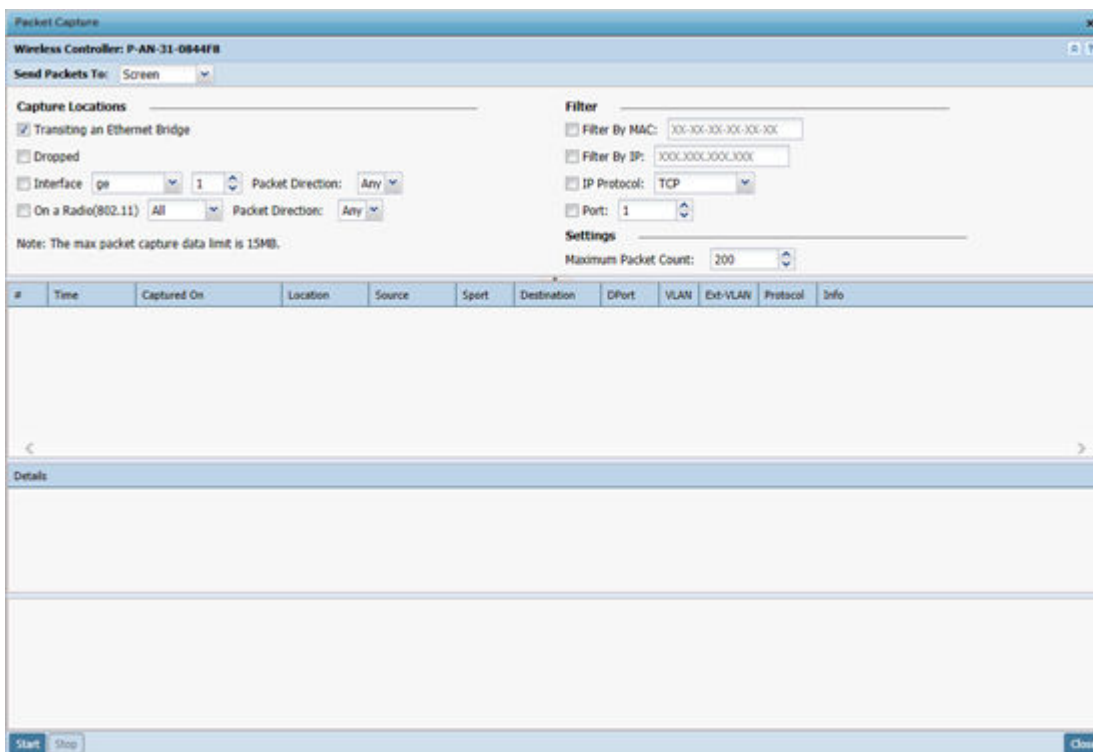 Packet Capture
Wireless Controller: P-AN-31-0844F8
Send Packets To: Screen
Capture Locations
Transiting an Ethernet Bridge
Dropped
Interface ge 1 Packet Direction: Any
On a Radio(802.11) All Packet Direction: Any
Note: The max packet capture data limit is 15MB.
Filter
Filter By MAC: XX-XX-XX-XX-XX-XX
Filter By IP: XXX.XXX.XXX.XXX
IP Protocol: TCP
Port: 1
Settings
Maximum Packet Count: 200
# Time Captured On Location Source Sport Destination DPort VLAN Ext-VLAN Protocol Info
Details
Start Stop Close